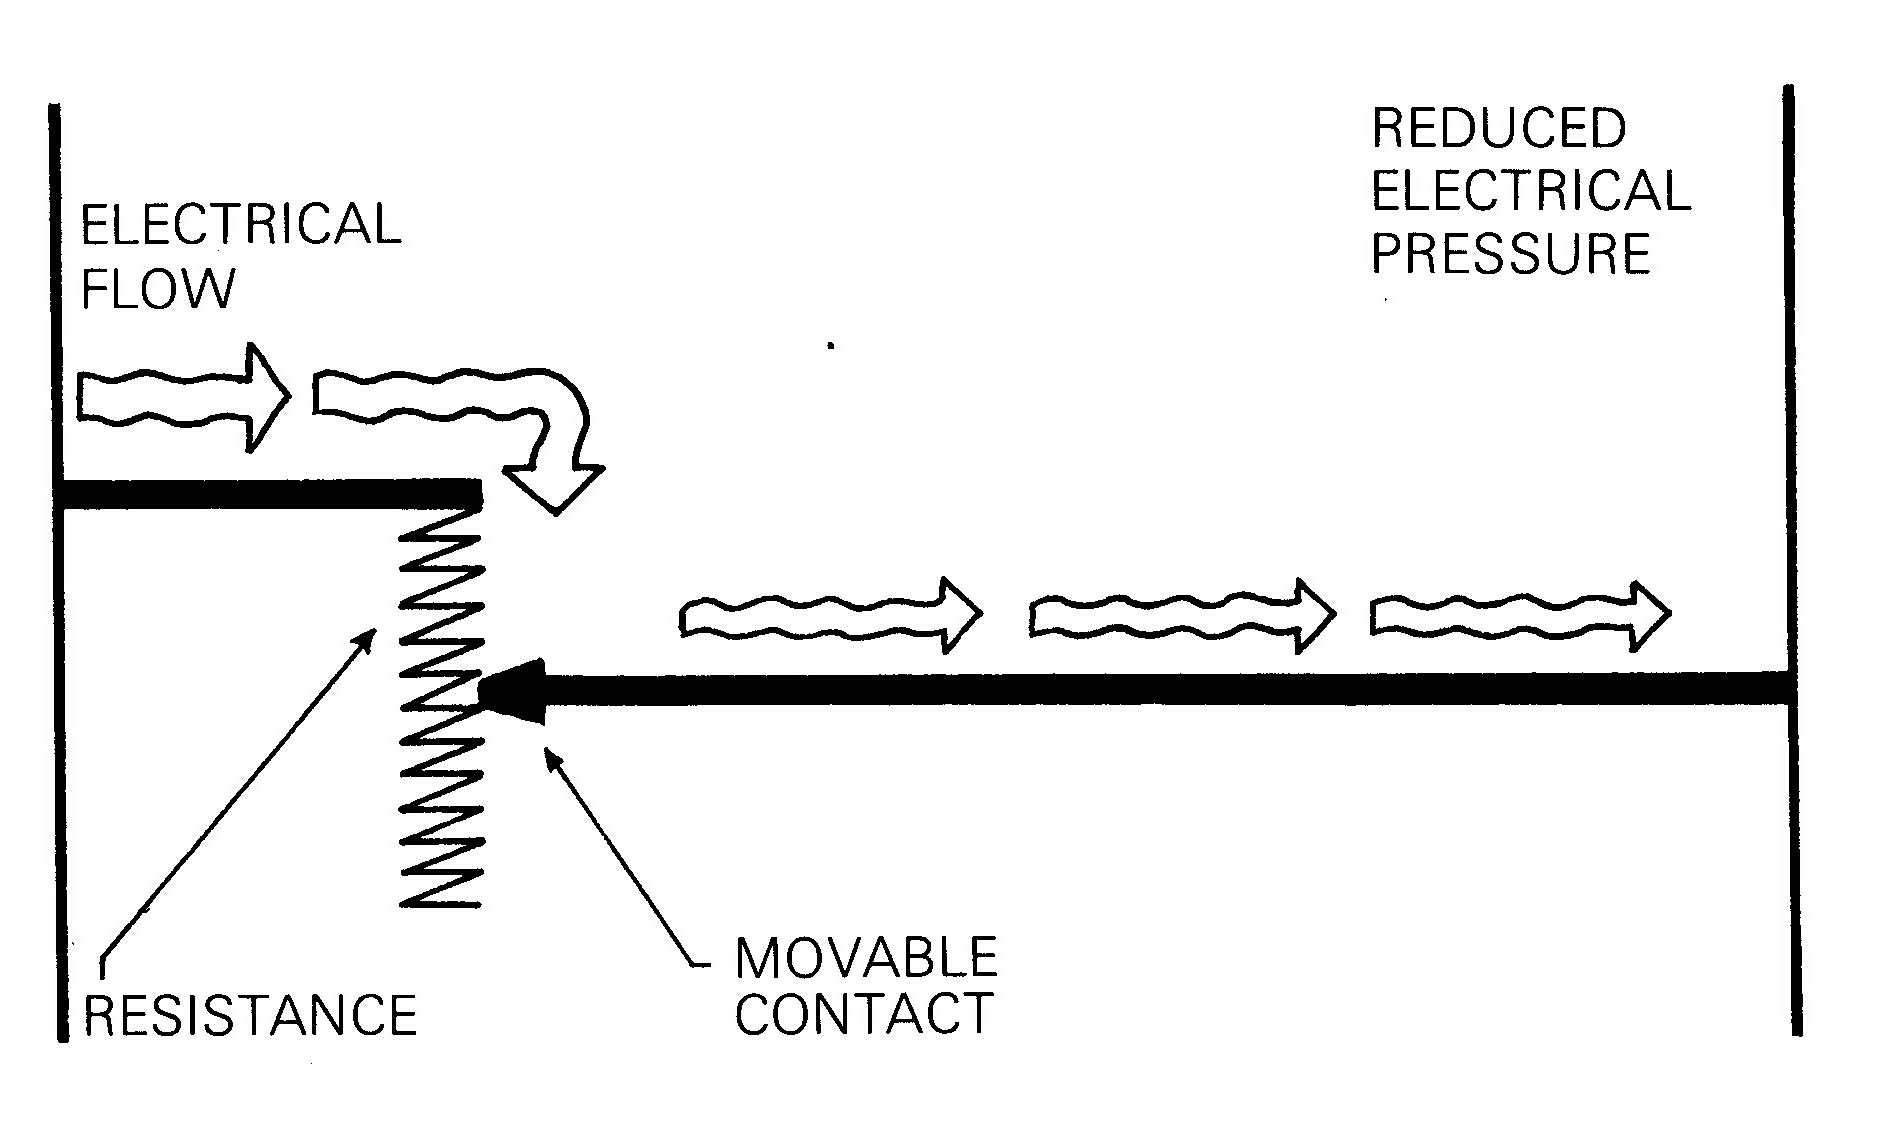 ELECTRICAL
FLOW
REDUCED
ELECTRICAL
PRESSURE
RESISTANCE
MOVABLE
CONTACT